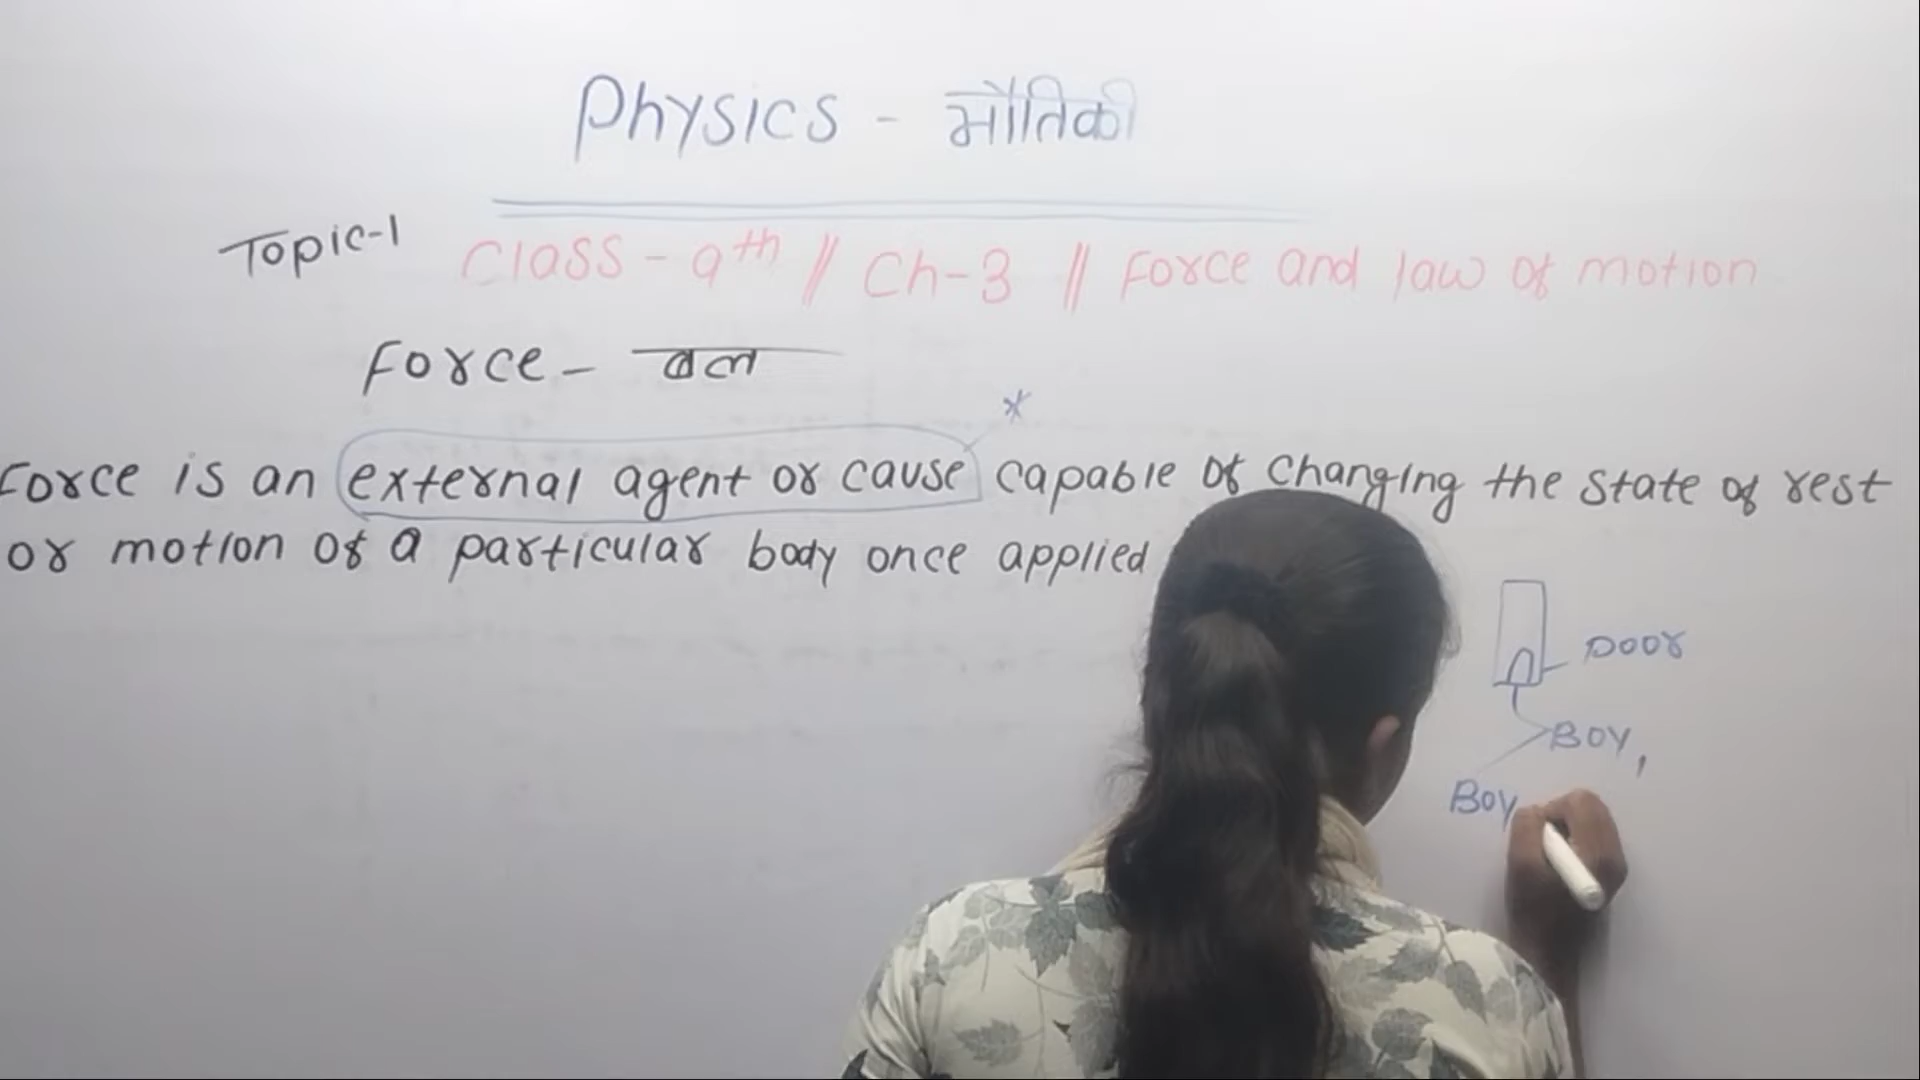 Physics - भौतिकी
Topic-1
Class - 9th // Ch-3 // Force and law of motion
Force - बल
*
Force is an external agent or cause capable of changing the state of rest
or motion of a particular body once applied
Door
BOY,
Boy